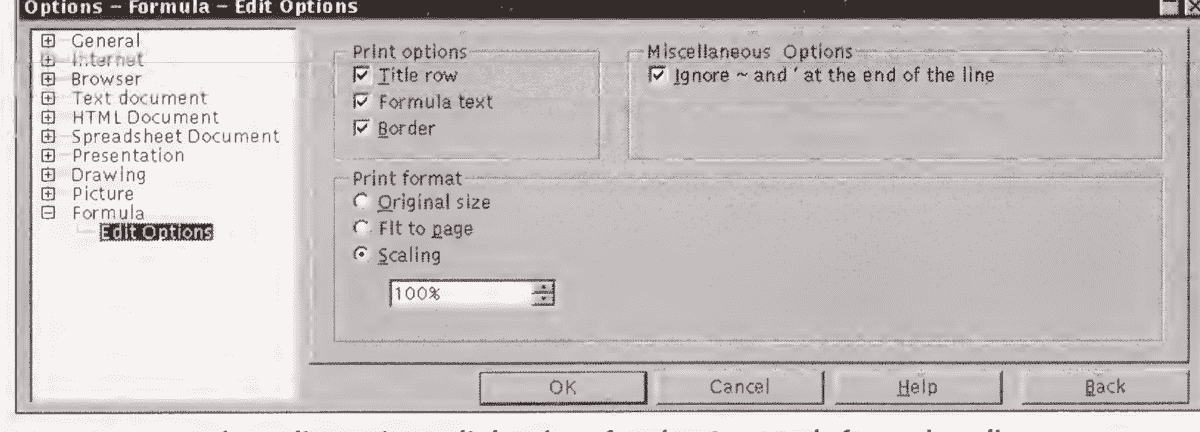 Options – Formula – Edit Options
General
Internet
Browser
Text document
HTML Document
Spreadsheet Document
Presentation
Drawing
Picture
Formula
Edit Options
Print options
Title row
Formula text
Border
Miscellaneous Options
Ignore ~ and ' at the end of the line
Print format
Original size
Fit to page
Scaling
100%
OK
Cancel
Help
Back